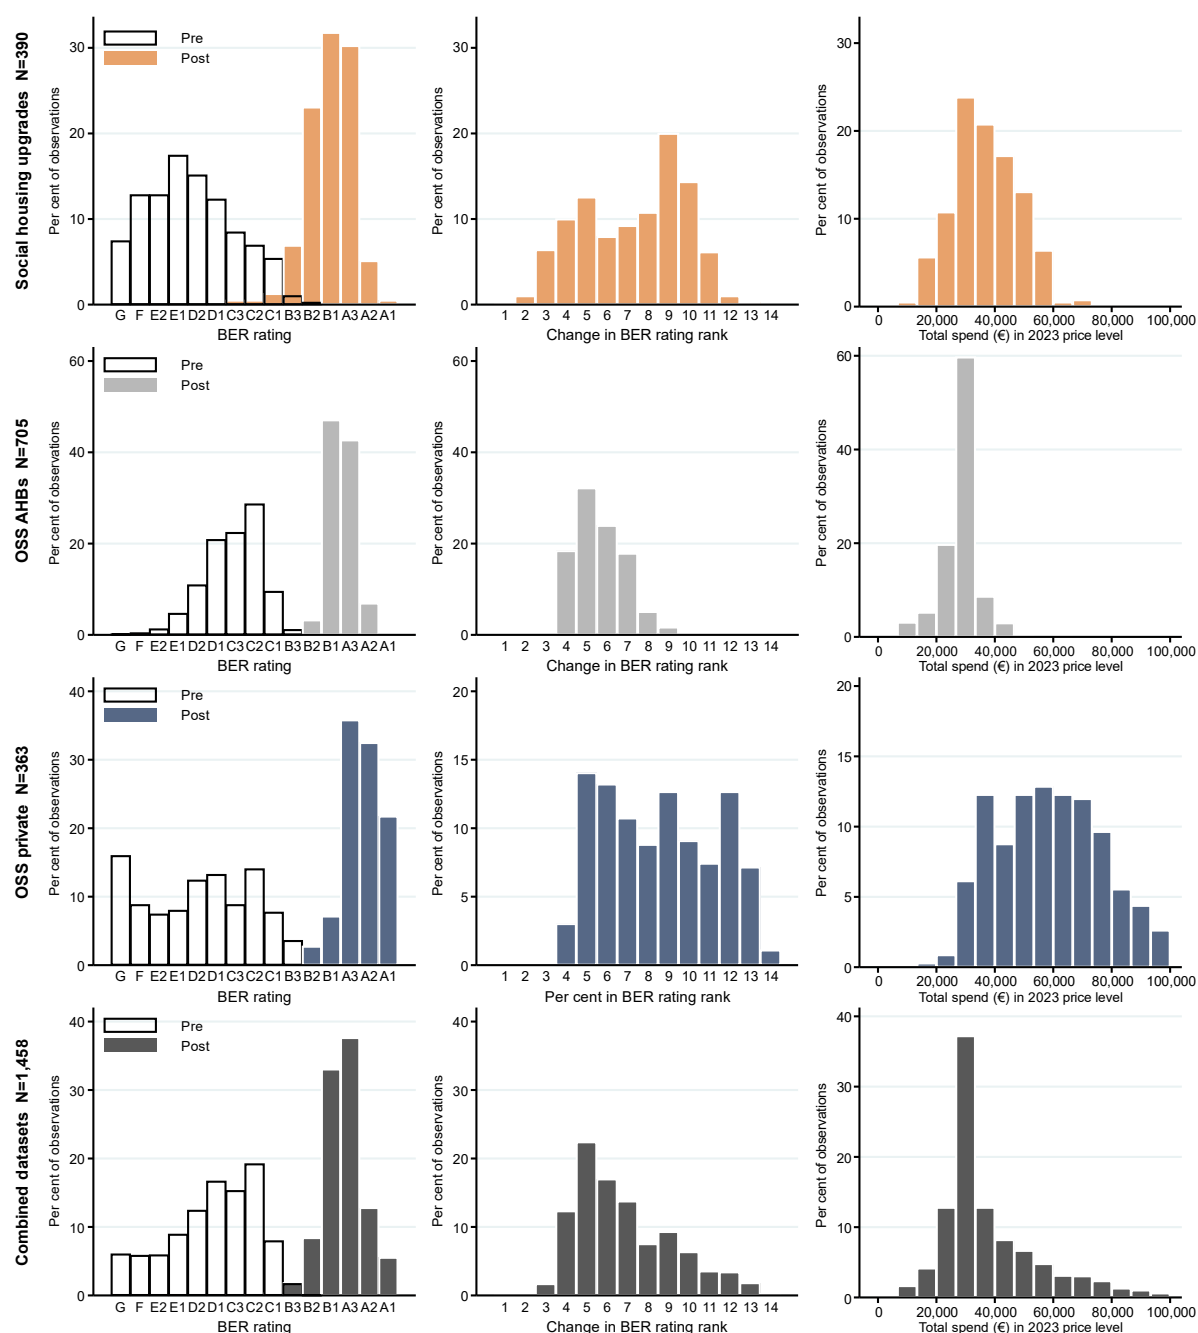 Social housing upgrades N=390
Per cent of observations
30
20
10
0
Pre
Post
G F E2 E1 D2 D1 C3 C2 C1 B3 B2 B1 A3 A2 A1
BER rating
Per cent of observations
30
20
10
0
1 2 3 4 5 6 7 8 9 10 11 12 13 14
Change in BER rating rank
Per cent of observations
30
20
10
0
0 20,000 40,000 60,000 80,000 100,000
Total spend (€) in 2023 price level
OSS AHBs N=705
Per cent of observations
60
40
20
0
Pre
Post
G F E2 E1 D2 D1 C3 C2 C1 B3 B2 B1 A3 A2 A1
BER rating
Per cent of observations
60
40
20
0
1 2 3 4 5 6 7 8 9 10 11 12 13 14
Change in BER rating rank
Per cent of observations
60
40
20
0
0 20,000 40,000 60,000 80,000 100,000
Total spend (€) in 2023 price level
OSS private N=363
Per cent of observations
40
30
20
10
0
Pre
Post
G F E2 E1 D2 D1 C3 C2 C1 B3 B2 B1 A3 A2 A1
BER rating
Per cent of observations
20
15
10
5
0
1 2 3 4 5 6 7 8 9 10 11 12 13 14
Per cent in BER rating rank
Per cent of observations
20
15
10
5
0
0 20,000 40,000 60,000 80,000 100,000
Total spend (€) in 2023 price level
Combined datasets N=1,458
Per cent of observations
40
30
20
10
0
Pre
Post
G F E2 E1 D2 D1 C3 C2 C1 B3 B2 B1 A3 A2 A1
BER rating
Per cent of observations
40
30
20
10
0
1 2 3 4 5 6 7 8 9 10 11 12 13 14
Change in BER rating rank
Per cent of observations
40
30
20
10
0
0 20,000 40,000 60,000 80,000 100,000
Total spend (€) in 2023 price level